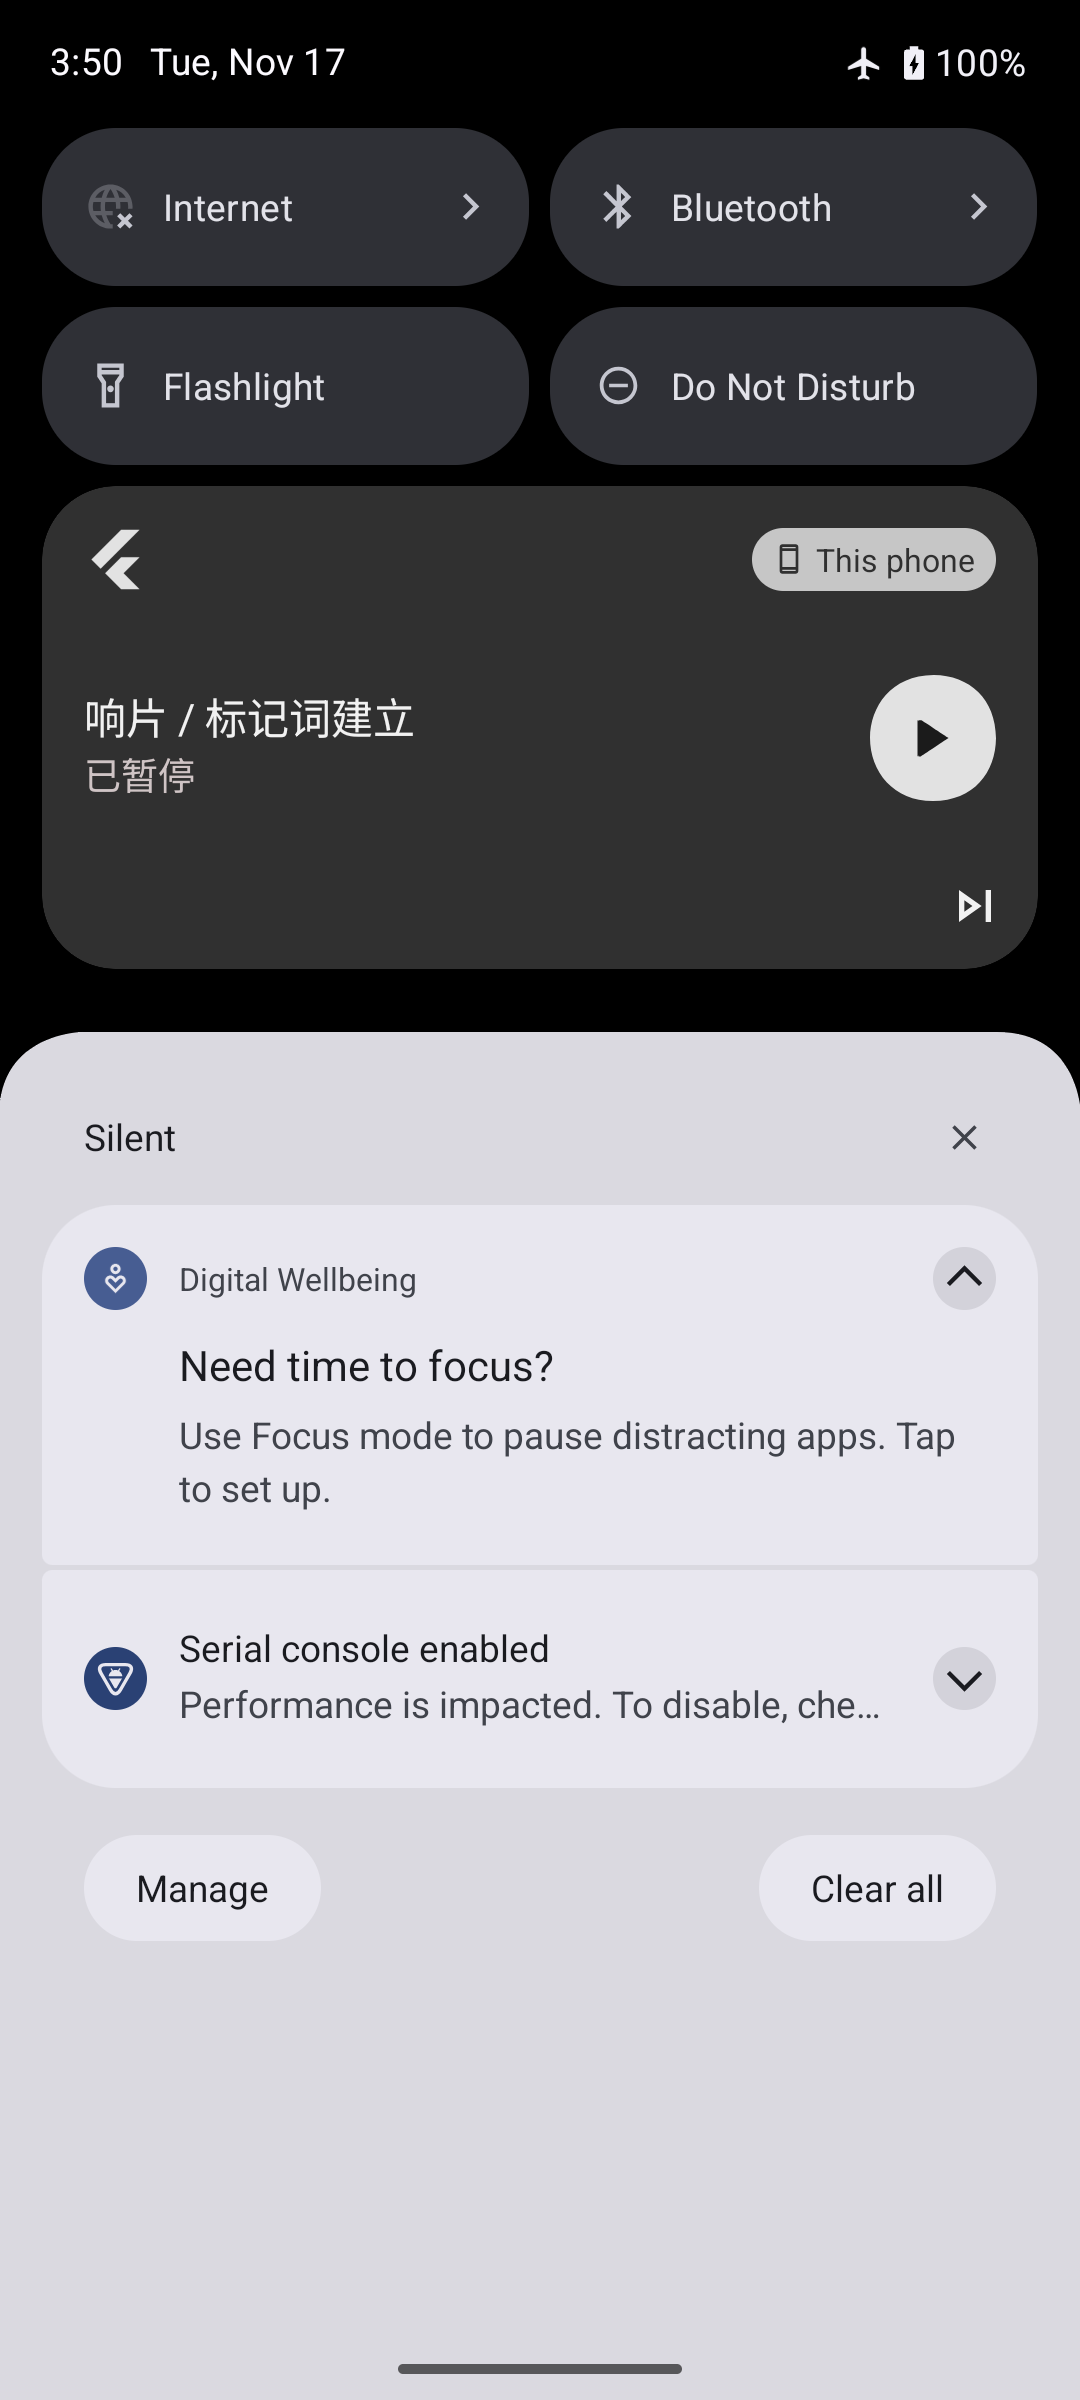 3:50 Tue, Nov 17 100%
Internet
Bluetooth
Flashlight
Do Not Disturb
This phone
响片 / 标记词建立
已暂停
Silent
Digital Wellbeing
Need time to focus?
Use Focus mode to pause distracting apps. Tap
to set up.
Serial console enabled
Performance is impacted. To disable, che…
Manage
Clear all